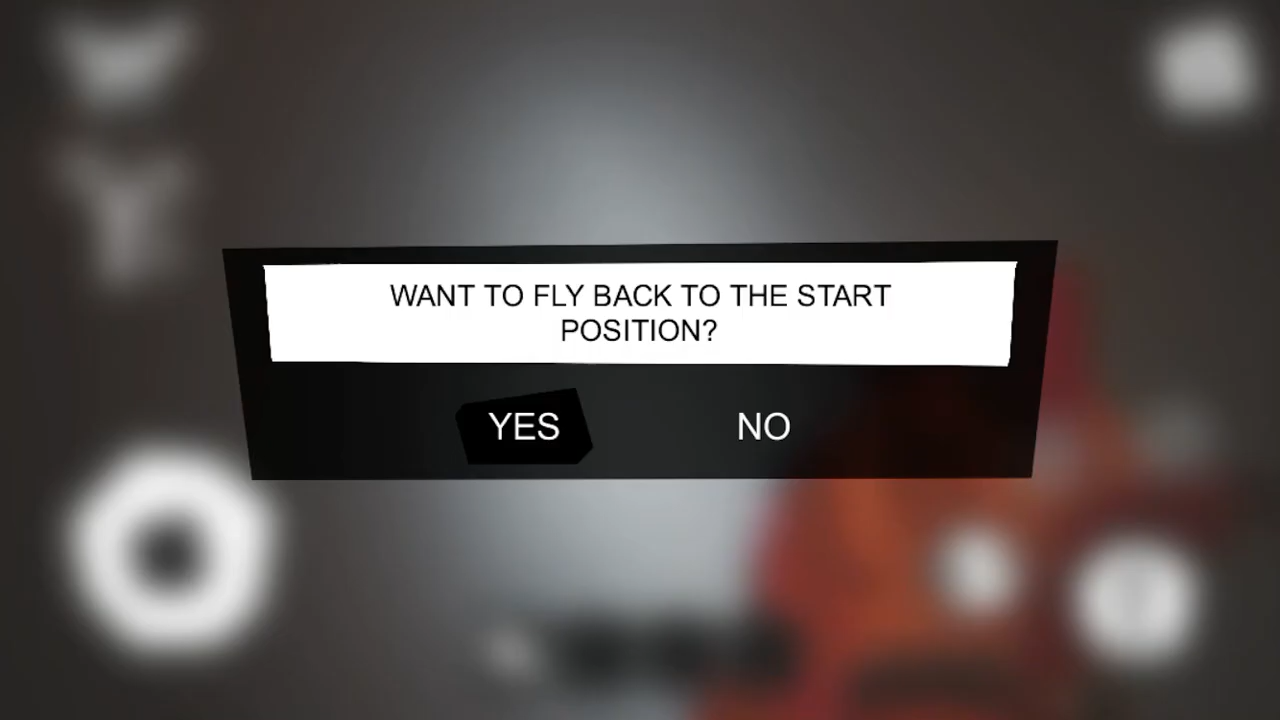 WANT TO FLY BACK TO THE START
POSITION?
YES
NO